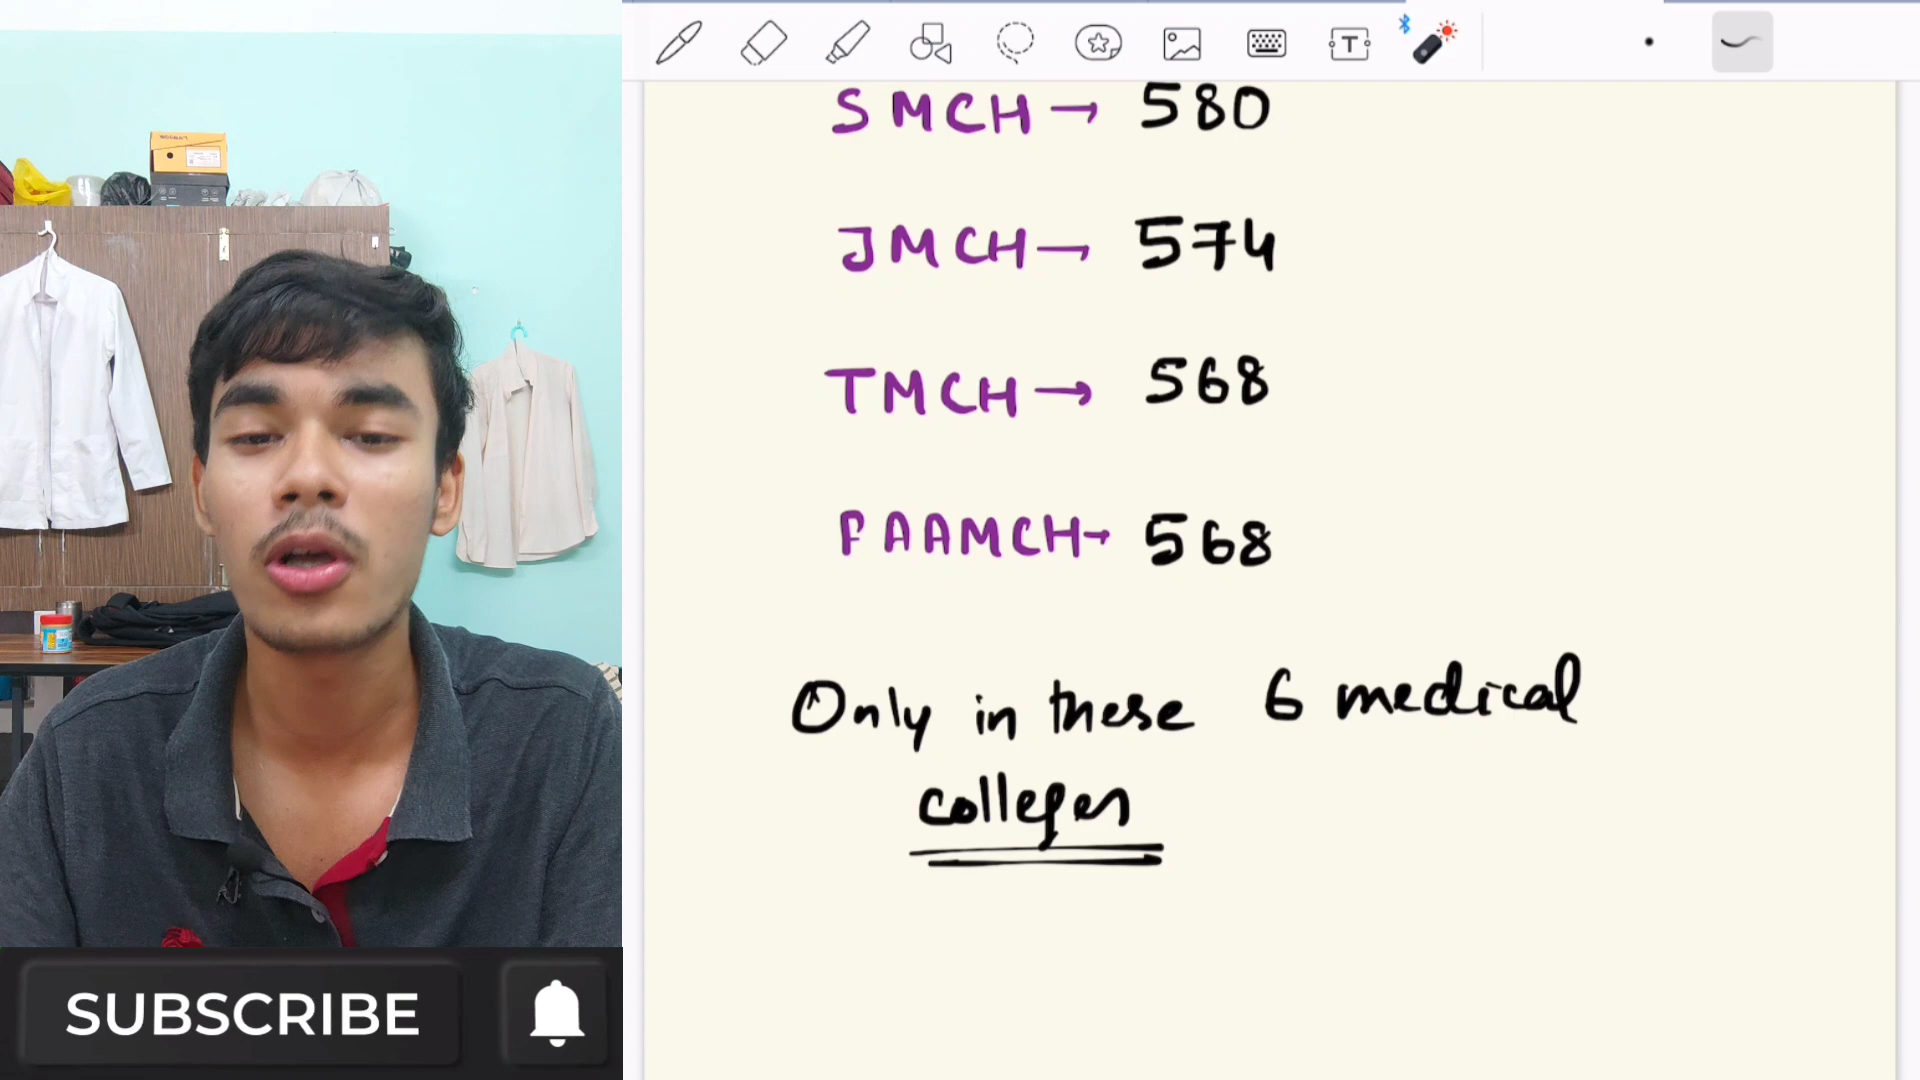 SMCH → 580
JMCH → 574
TMCH → 568
FAAMCH → 568
Only in these 6 medical
colleges
SUBSCRIBE
T